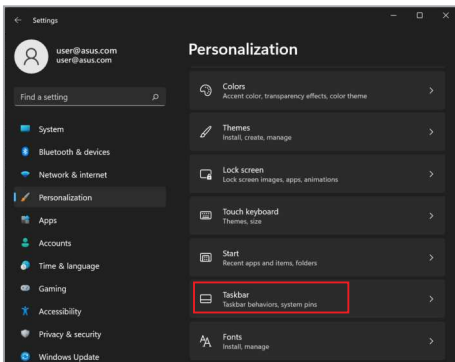 Settings
user@asus.com
user@asus.com
Find a setting
System
Bluetooth & devices
Network & internet
Personalization
Apps
Accounts
Time & language
Gaming
Accessibility
Privacy & security
Windows Update
Personalization
Colors
Accent color, transparency effects, color theme
Themes
Install, create, manage
Lock screen
Lock screen images, apps, animations
Touch keyboard
Themes, size
Start
Recent apps and items, folders
Taskbar
Taskbar behaviors, system pins
Fonts
Install, manage